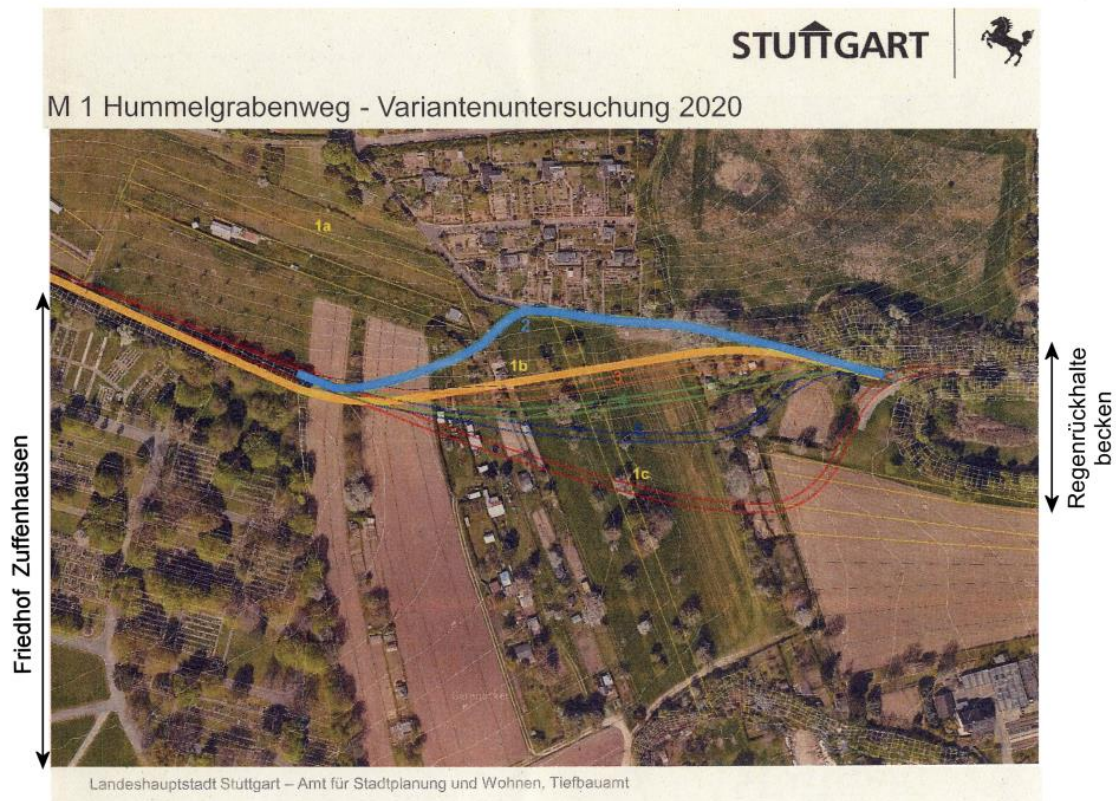 STUTTGART
M 1 Hummelgrabenweg - Variantenuntersuchung 2020
1a
2
1b
3
1c
Friedhof Zuffenhausen
Regenrückhalte
becken
Landeshauptstadt Stuttgart – Amt für Stadtplanung und Wohnen, Tiefbauamt